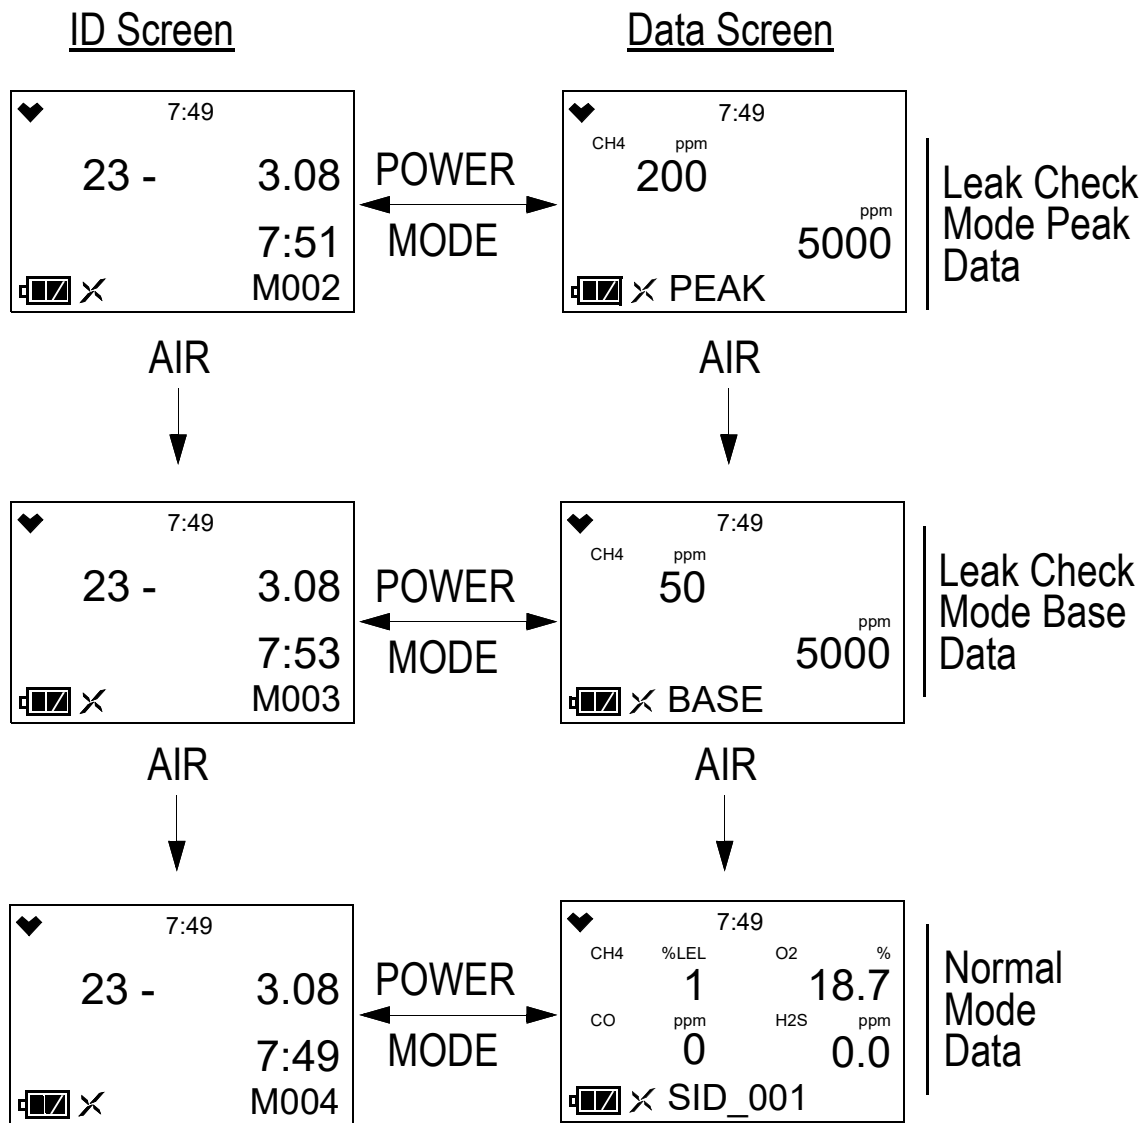 ID Screen
Data Screen
7:49
23 - 3.08
7:51
M002
POWER
MODE
7:49
CH4 ppm
200
ppm
5000
PEAK
Leak Check
Mode Peak
Data
AIR
AIR
7:49
23 - 3.08
7:53
M003
POWER
MODE
7:49
CH4 ppm
50
ppm
5000
BASE
Leak Check
Mode Base
Data
AIR
AIR
7:49
23 - 3.08
7:49
M004
POWER
MODE
7:49
CH4 %LEL O2 %
1 18.7
CO ppm H2S ppm
0 0.0
SID_001
Normal
Mode
Data